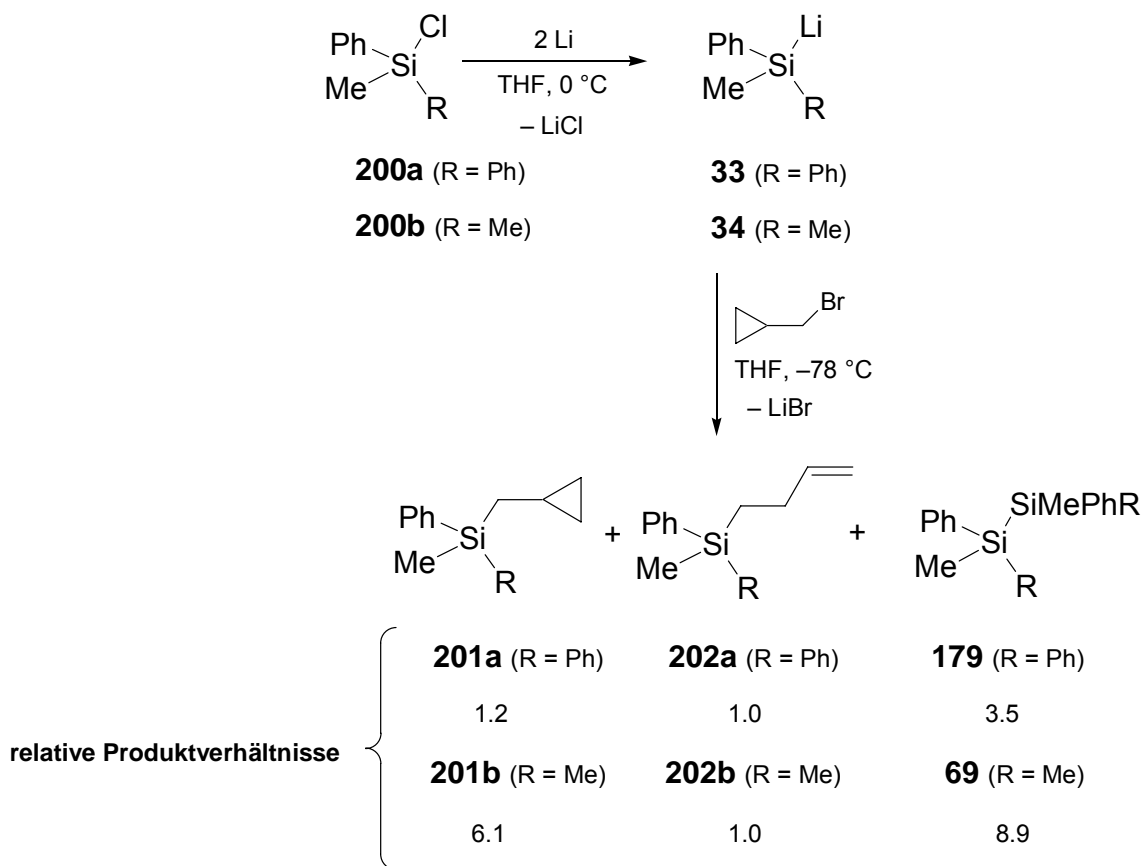 Ph Cl 2 Li Ph Li
Si Si
Me THF, 0 °C Me
R – LiCl R
200a (R = Ph) 33 (R = Ph)
200b (R = Me) 34 (R = Me)
Br
THF, –78 °C
– LiBr
Ph Ph Ph SiMePhR
Si + Si + Si
Me Me Me
R R R
201a (R = Ph) 202a (R = Ph) 179 (R = Ph)
1.2 1.0 3.5
relative Produktverhältnisse
201b (R = Me) 202b (R = Me) 69 (R = Me)
6.1 1.0 8.9